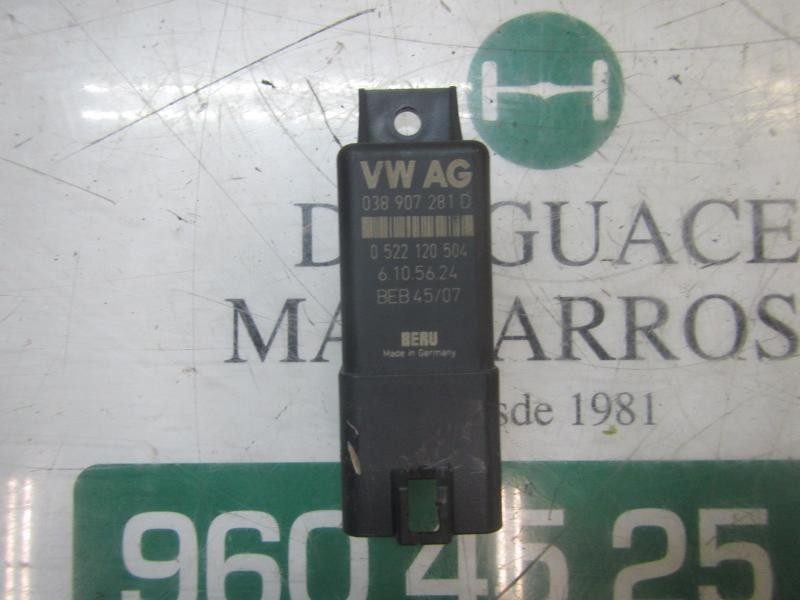 VW AG
038 907 281 D
0 522 120 504
6.10.56.24
BEB 45/07
BERU
Made in Germany
D GUACE
MA ARROS
sde 1981
960 45 25